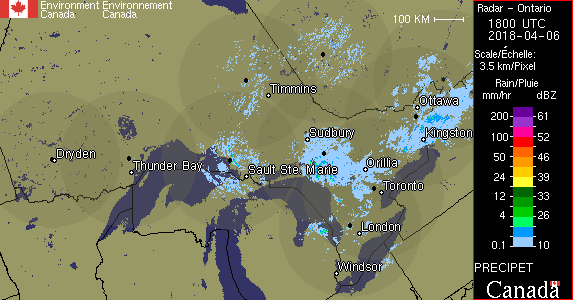 Environment Environnement
Canada Canada
100 KM
Timmins
Ottawa
Sudbury
Kingston
Dryden
Thunder Bay
Sault Ste. Marie
Orillia
Toronto
London
Windsor
Radar - Ontario
1800 UTC
2018-04-06
Scale/Échelle:
3.5 km/Pixel
Rain/Pluie
mm/hr dBZ
200 61
100 52
50 46
24 39
12 33
4 26
0.1 10
PRECIPET
Canada